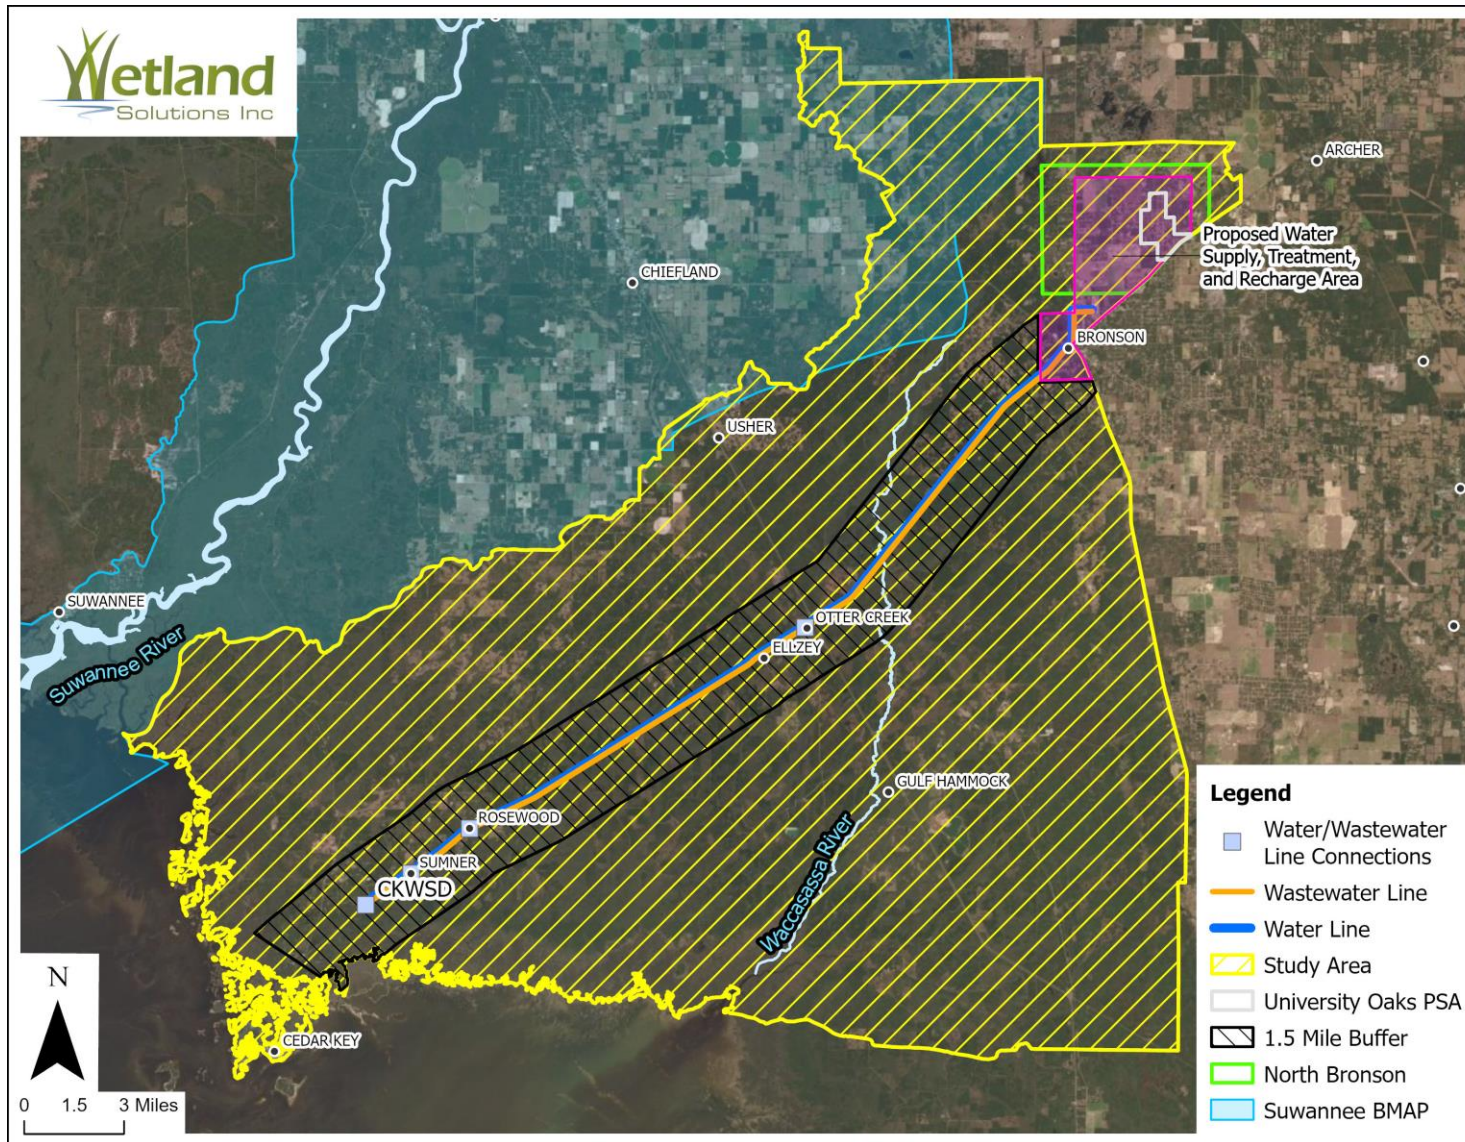 Wetland
Solutions Inc
ARCHER
Proposed Water
Supply, Treatment,
and Recharge Area
CHIEFLAND
BRONSON
USHER
SUWANNEE
Suwannee River
OTTER CREEK
ELLZEY
GULF HAMMOCK
Waccasassa River
ROSEWOOD
SUMNER
CKWSD
CEDAR KEY
N
0 1.5 3 Miles
Legend
Water/Wastewater
Line Connections
Wastewater Line
Water Line
Study Area
University Oaks PSA
1.5 Mile Buffer
North Bronson
Suwannee BMAP